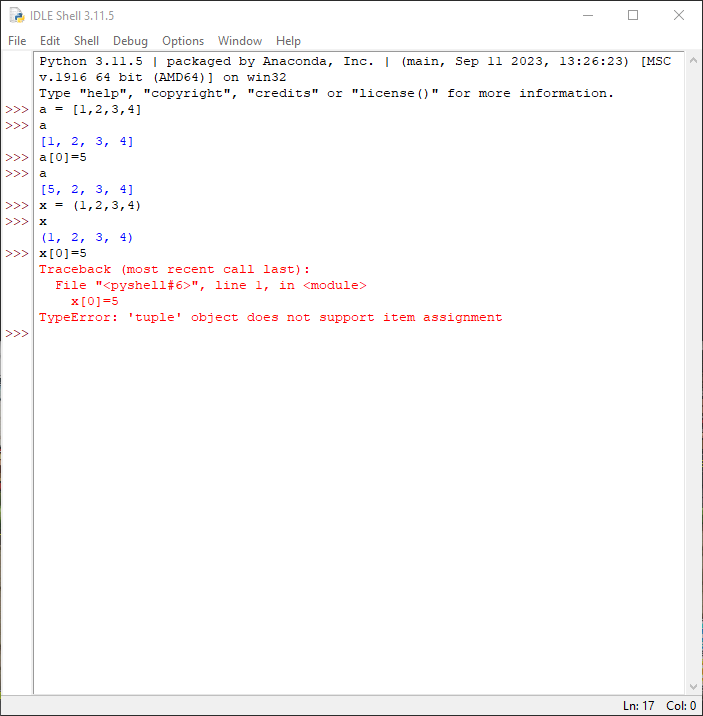 IDLE Shell 3.11.5
File Edit Shell Debug Options Window Help
Python 3.11.5 | packaged by Anaconda, Inc. | (main, Sep 11 2023, 13:26:23) [MSC
v.1916 64 bit (AMD64)] on win32
Type "help", "copyright", "credits" or "license()" for more information.
>>> a = [1,2,3,4]
>>> a
[1, 2, 3, 4]
>>> a[0]=5
>>> a
[5, 2, 3, 4]
>>> x = (1,2,3,4)
>>> x
(1, 2, 3, 4)
>>> x[0]=5
Traceback (most recent call last):
  File "<pyshell#6>", line 1, in <module>
    x[0]=5
TypeError: 'tuple' object does not support item assignment
>>>
Ln: 17 Col: 0